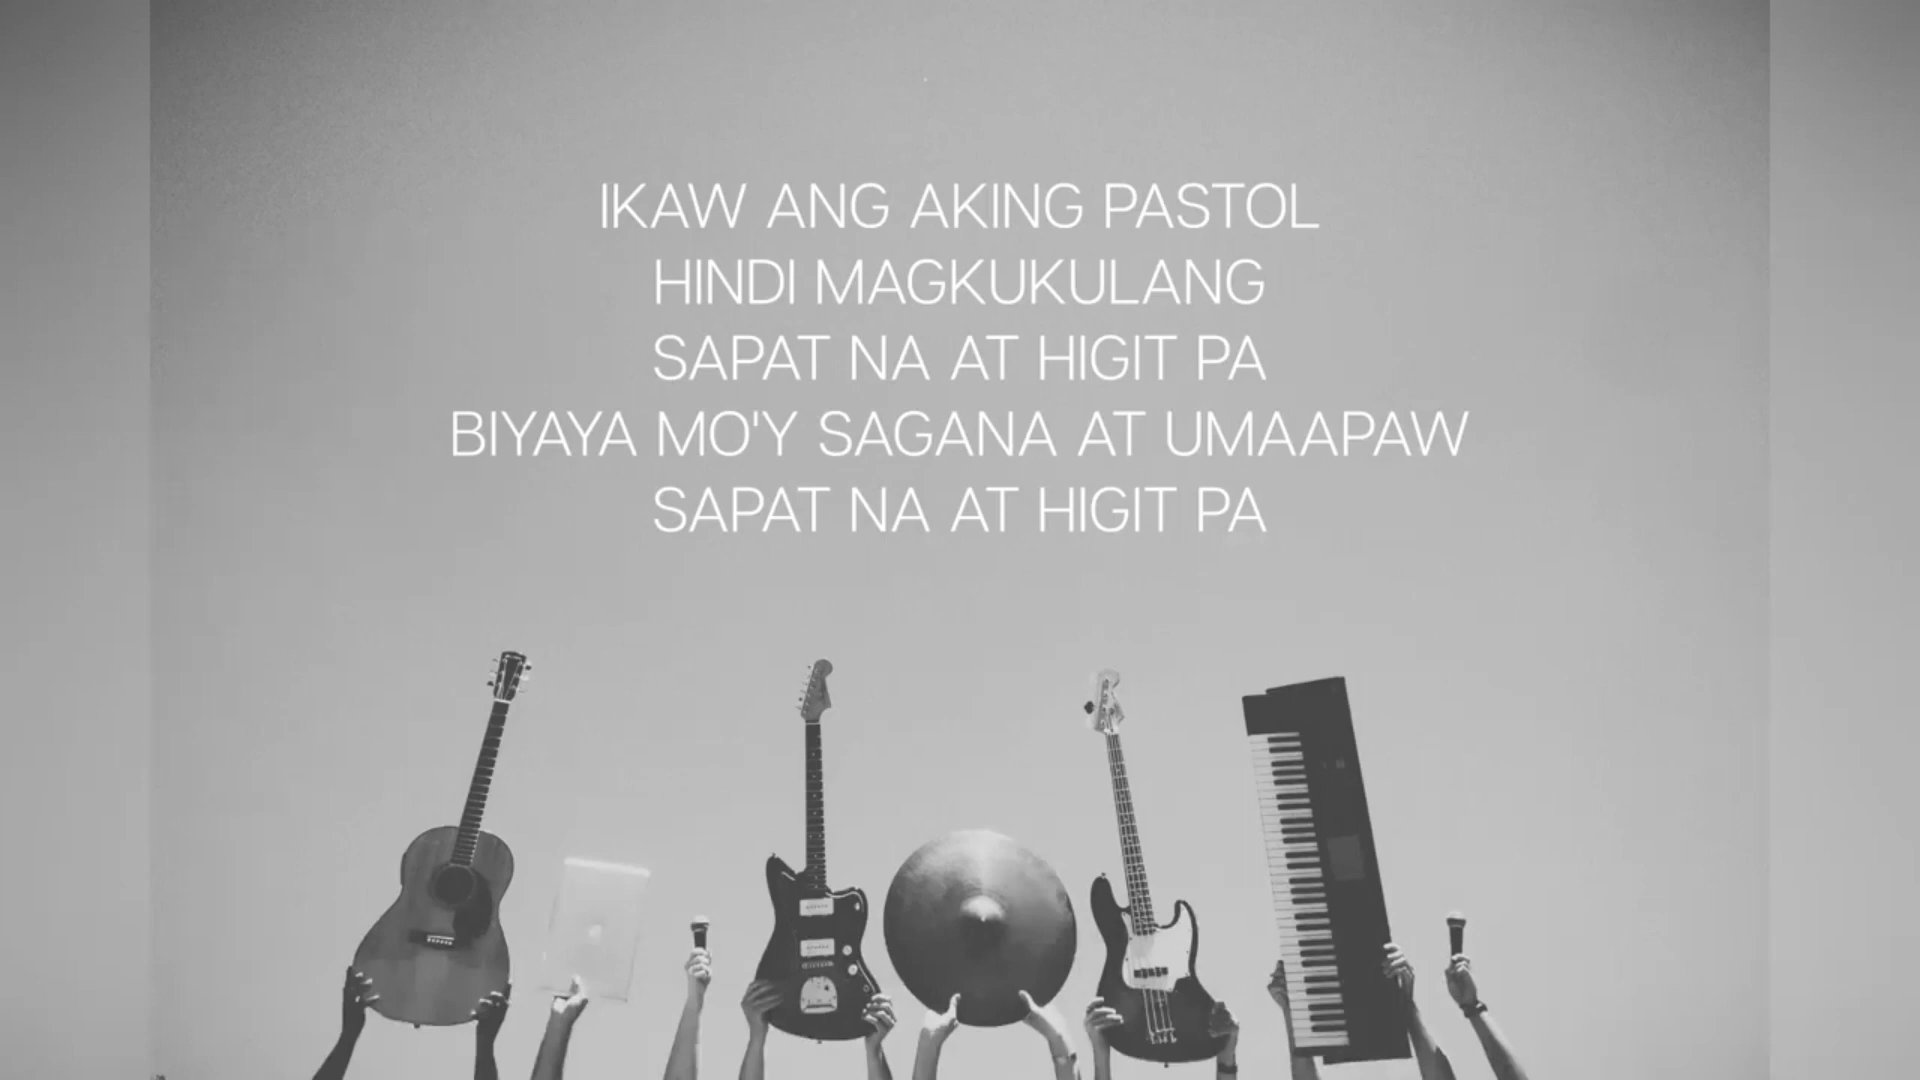 IKAW ANG AKING PASTOL
HINDI MAGKUKULANG
SAPAT NA AT HIGIT PA
BIYAYA MO'Y SAGANA AT UMAAPAW
SAPAT NA AT HIGIT PA